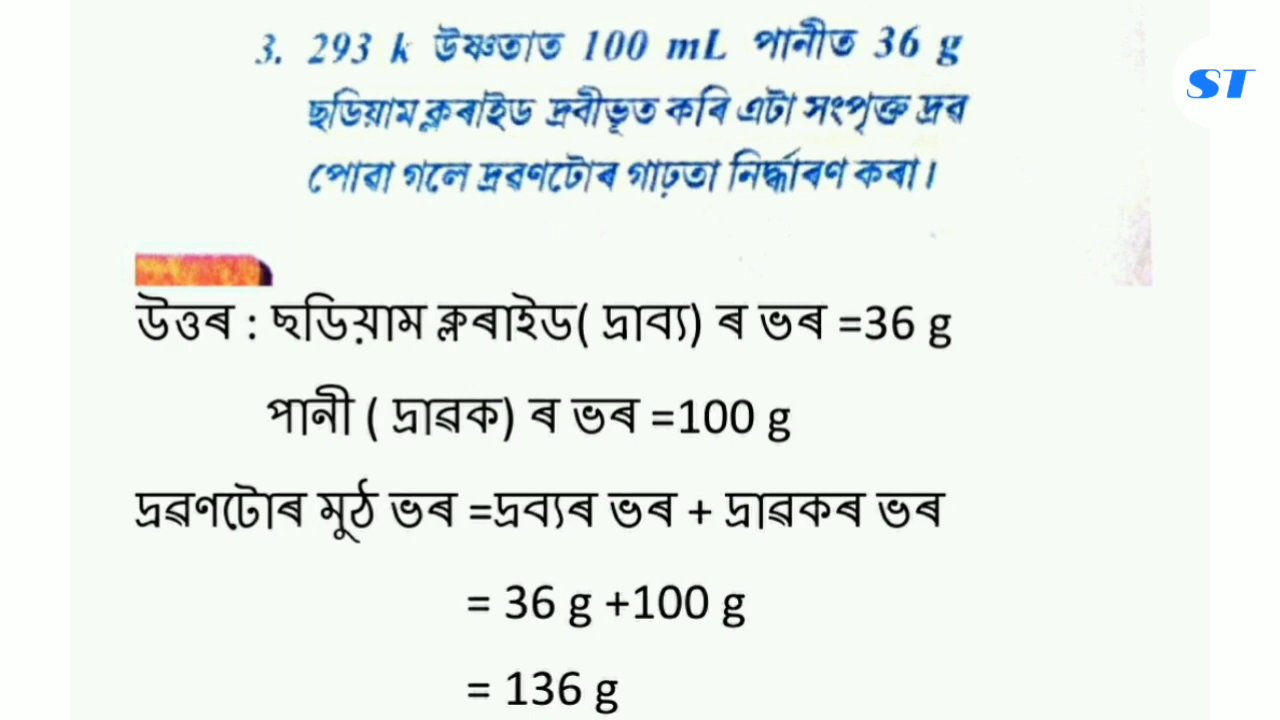 ST
3. 293 k উষ্ণতাত 100 mL পানীত 36 g
ছডিয়াম ক্লৰাইড দ্ৰবীভূত কৰি এটা সংপৃক্ত দ্ৰৱ
পোৱা গলে দ্ৰৱণটোৰ গাঢ়তা নিৰ্দ্ধাৰণ কৰা।
উত্তৰ : ছডিয়াম ক্লৰাইড( দ্ৰাব্য) ৰ ভৰ =36 g
পানী ( দ্ৰাৱক) ৰ ভৰ =100 g
দ্ৰৱণটোৰ মুঠ ভৰ =দ্ৰব্যৰ ভৰ + দ্ৰাৱকৰ ভৰ
= 36 g +100 g
= 136 g